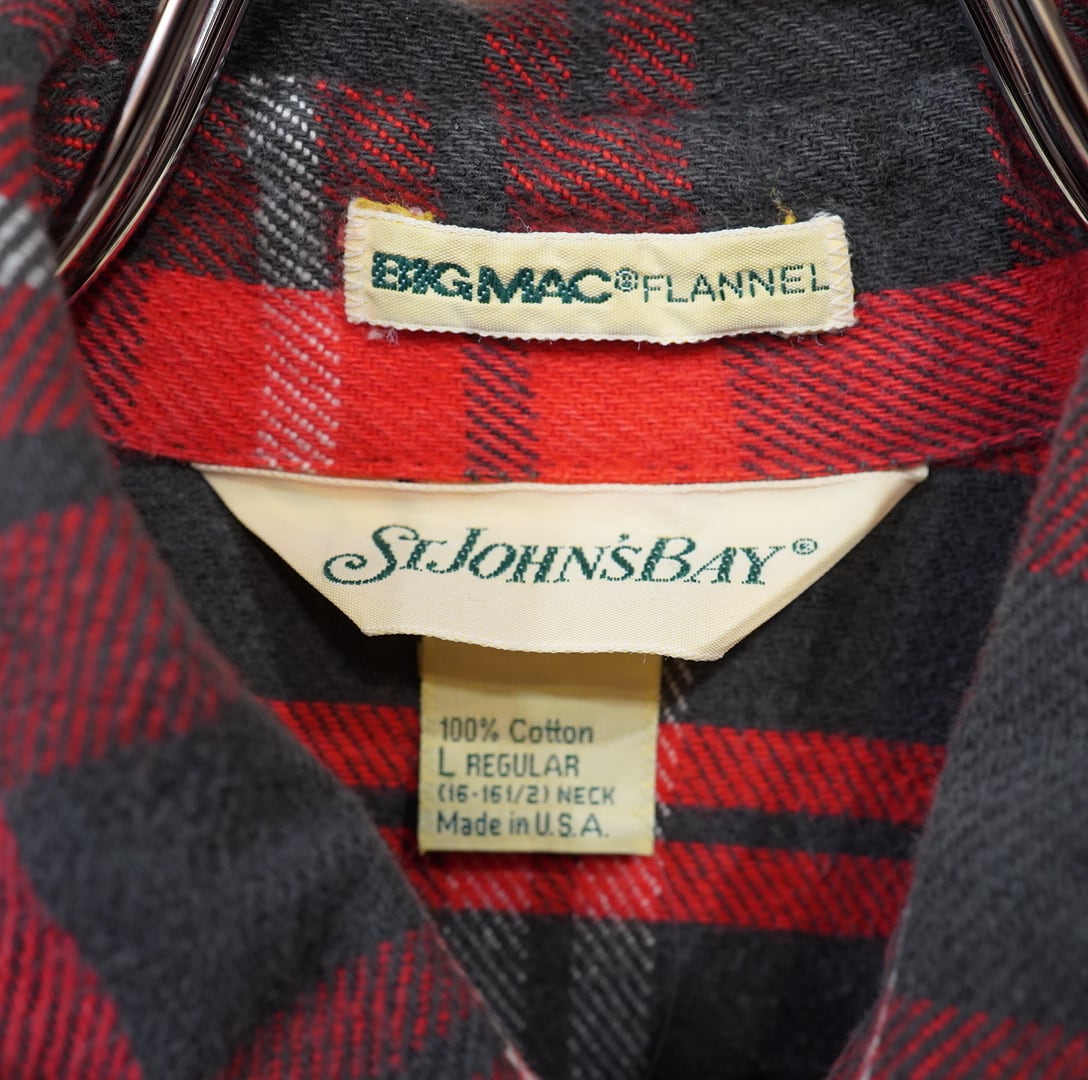 BIG MAC® FLANNEL
ST. JOHN'S BAY®
100% Cotton
L REGULAR
(16-16 1/2) NECK
Made in U.S.A.